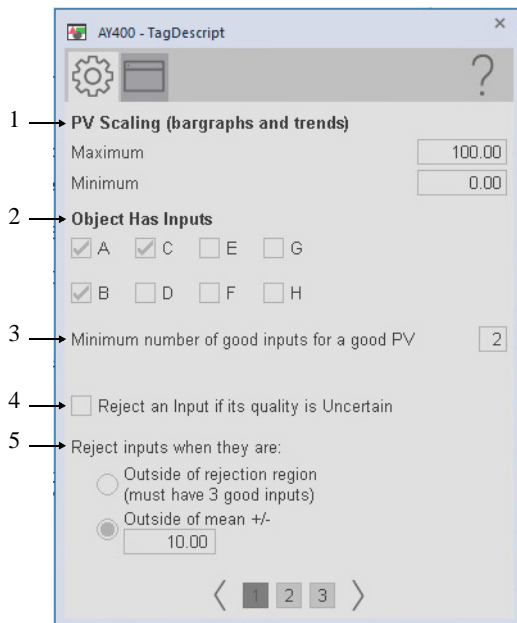 AY400 - TagDescript
×
?
1 PV Scaling (bargraphs and trends)
Maximum 100.00
Minimum 0.00
2 Object Has Inputs
A C E G
B D F H
3 Minimum number of good inputs for a good PV 2
4 Reject an Input if its quality is Uncertain
5 Reject inputs when they are:
Outside of rejection region
(must have 3 good inputs)
Outside of mean +/-
10.00
1 2 3